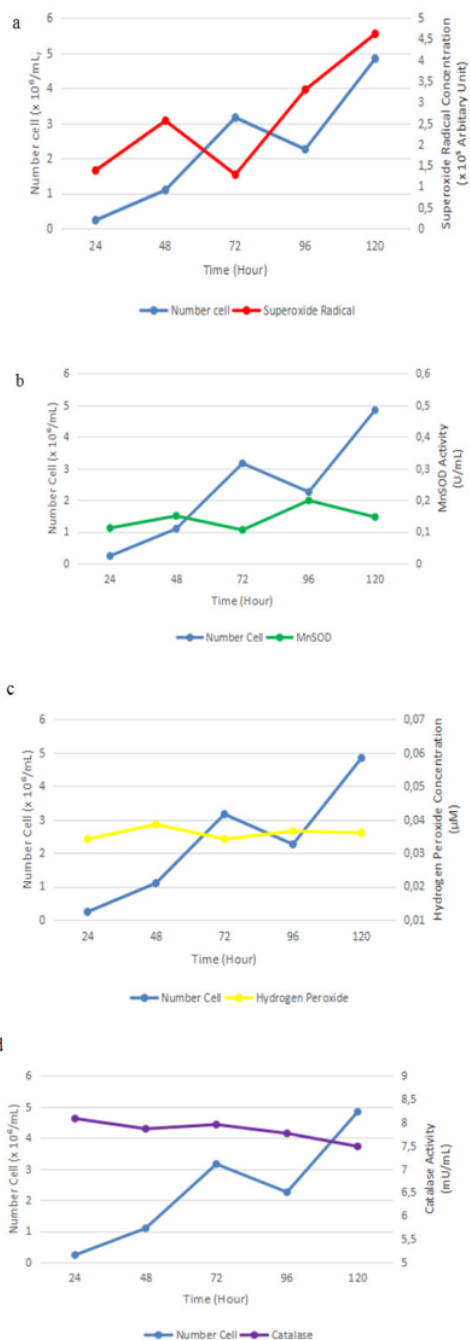 a
Number cell (x 10⁶/mL,
6
5
4
3
2
1
0
5
4,5
4
3,5
3
2,5
2
1,5
1
0,5
0
Superoxide Radical Concentration
(x 10⁵ Arbitary Unit)
24 48 72 96 120
Time (Hour)
Number cell Superoxide Radical
b
Number Cell (x 10⁶/mL)
6
5
4
3
2
1
0
0,6
0,5
0,4
0,3
0,2
0,1
0
MnSOD Activity
(U/mL)
24 48 72 96 120
Time (Hour)
Number Cell MnSOD
c
Number Cell (x 10⁶/mL)
6
5
4
3
2
1
0
0,07
0,06
0,05
0,04
0,03
0,02
0,01
Hydrogen Peroxide Concentration
(µM)
24 48 72 96 120
Time (Hour)
Number Cell Hydrogen Peroxide
d
Number Cell (x 10⁶/mL)
6
5
4
3
2
1
0
9
8,5
8
7,5
7
6,5
6
5,5
5
Catalase Activity
(mU/mL)
24 48 72 96 120
Time (Hour)
Number Cell Catalase